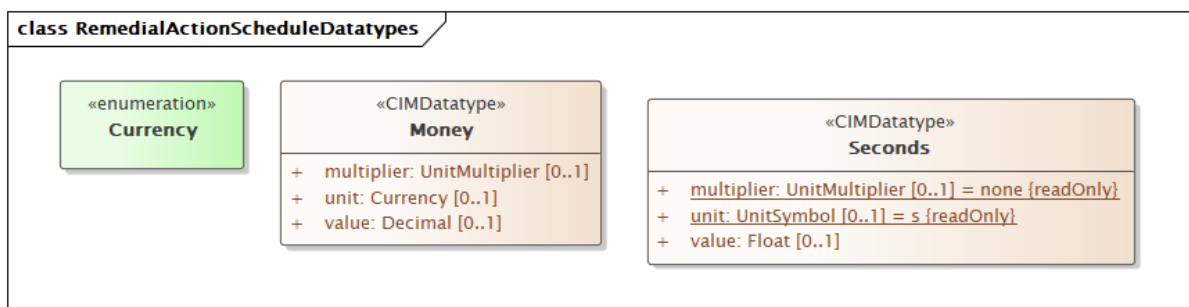 class RemedialActionScheduleDatatypes
«enumeration»
Currency
«CIMDatatype»
Money
+ multiplier: UnitMultiplier [0..1]
+ unit: Currency [0..1]
+ value: Decimal [0..1]
«CIMDatatype»
Seconds
+ multiplier: UnitMultiplier [0..1] = none {readOnly}
+ unit: UnitSymbol [0..1] = s {readOnly}
+ value: Float [0..1]